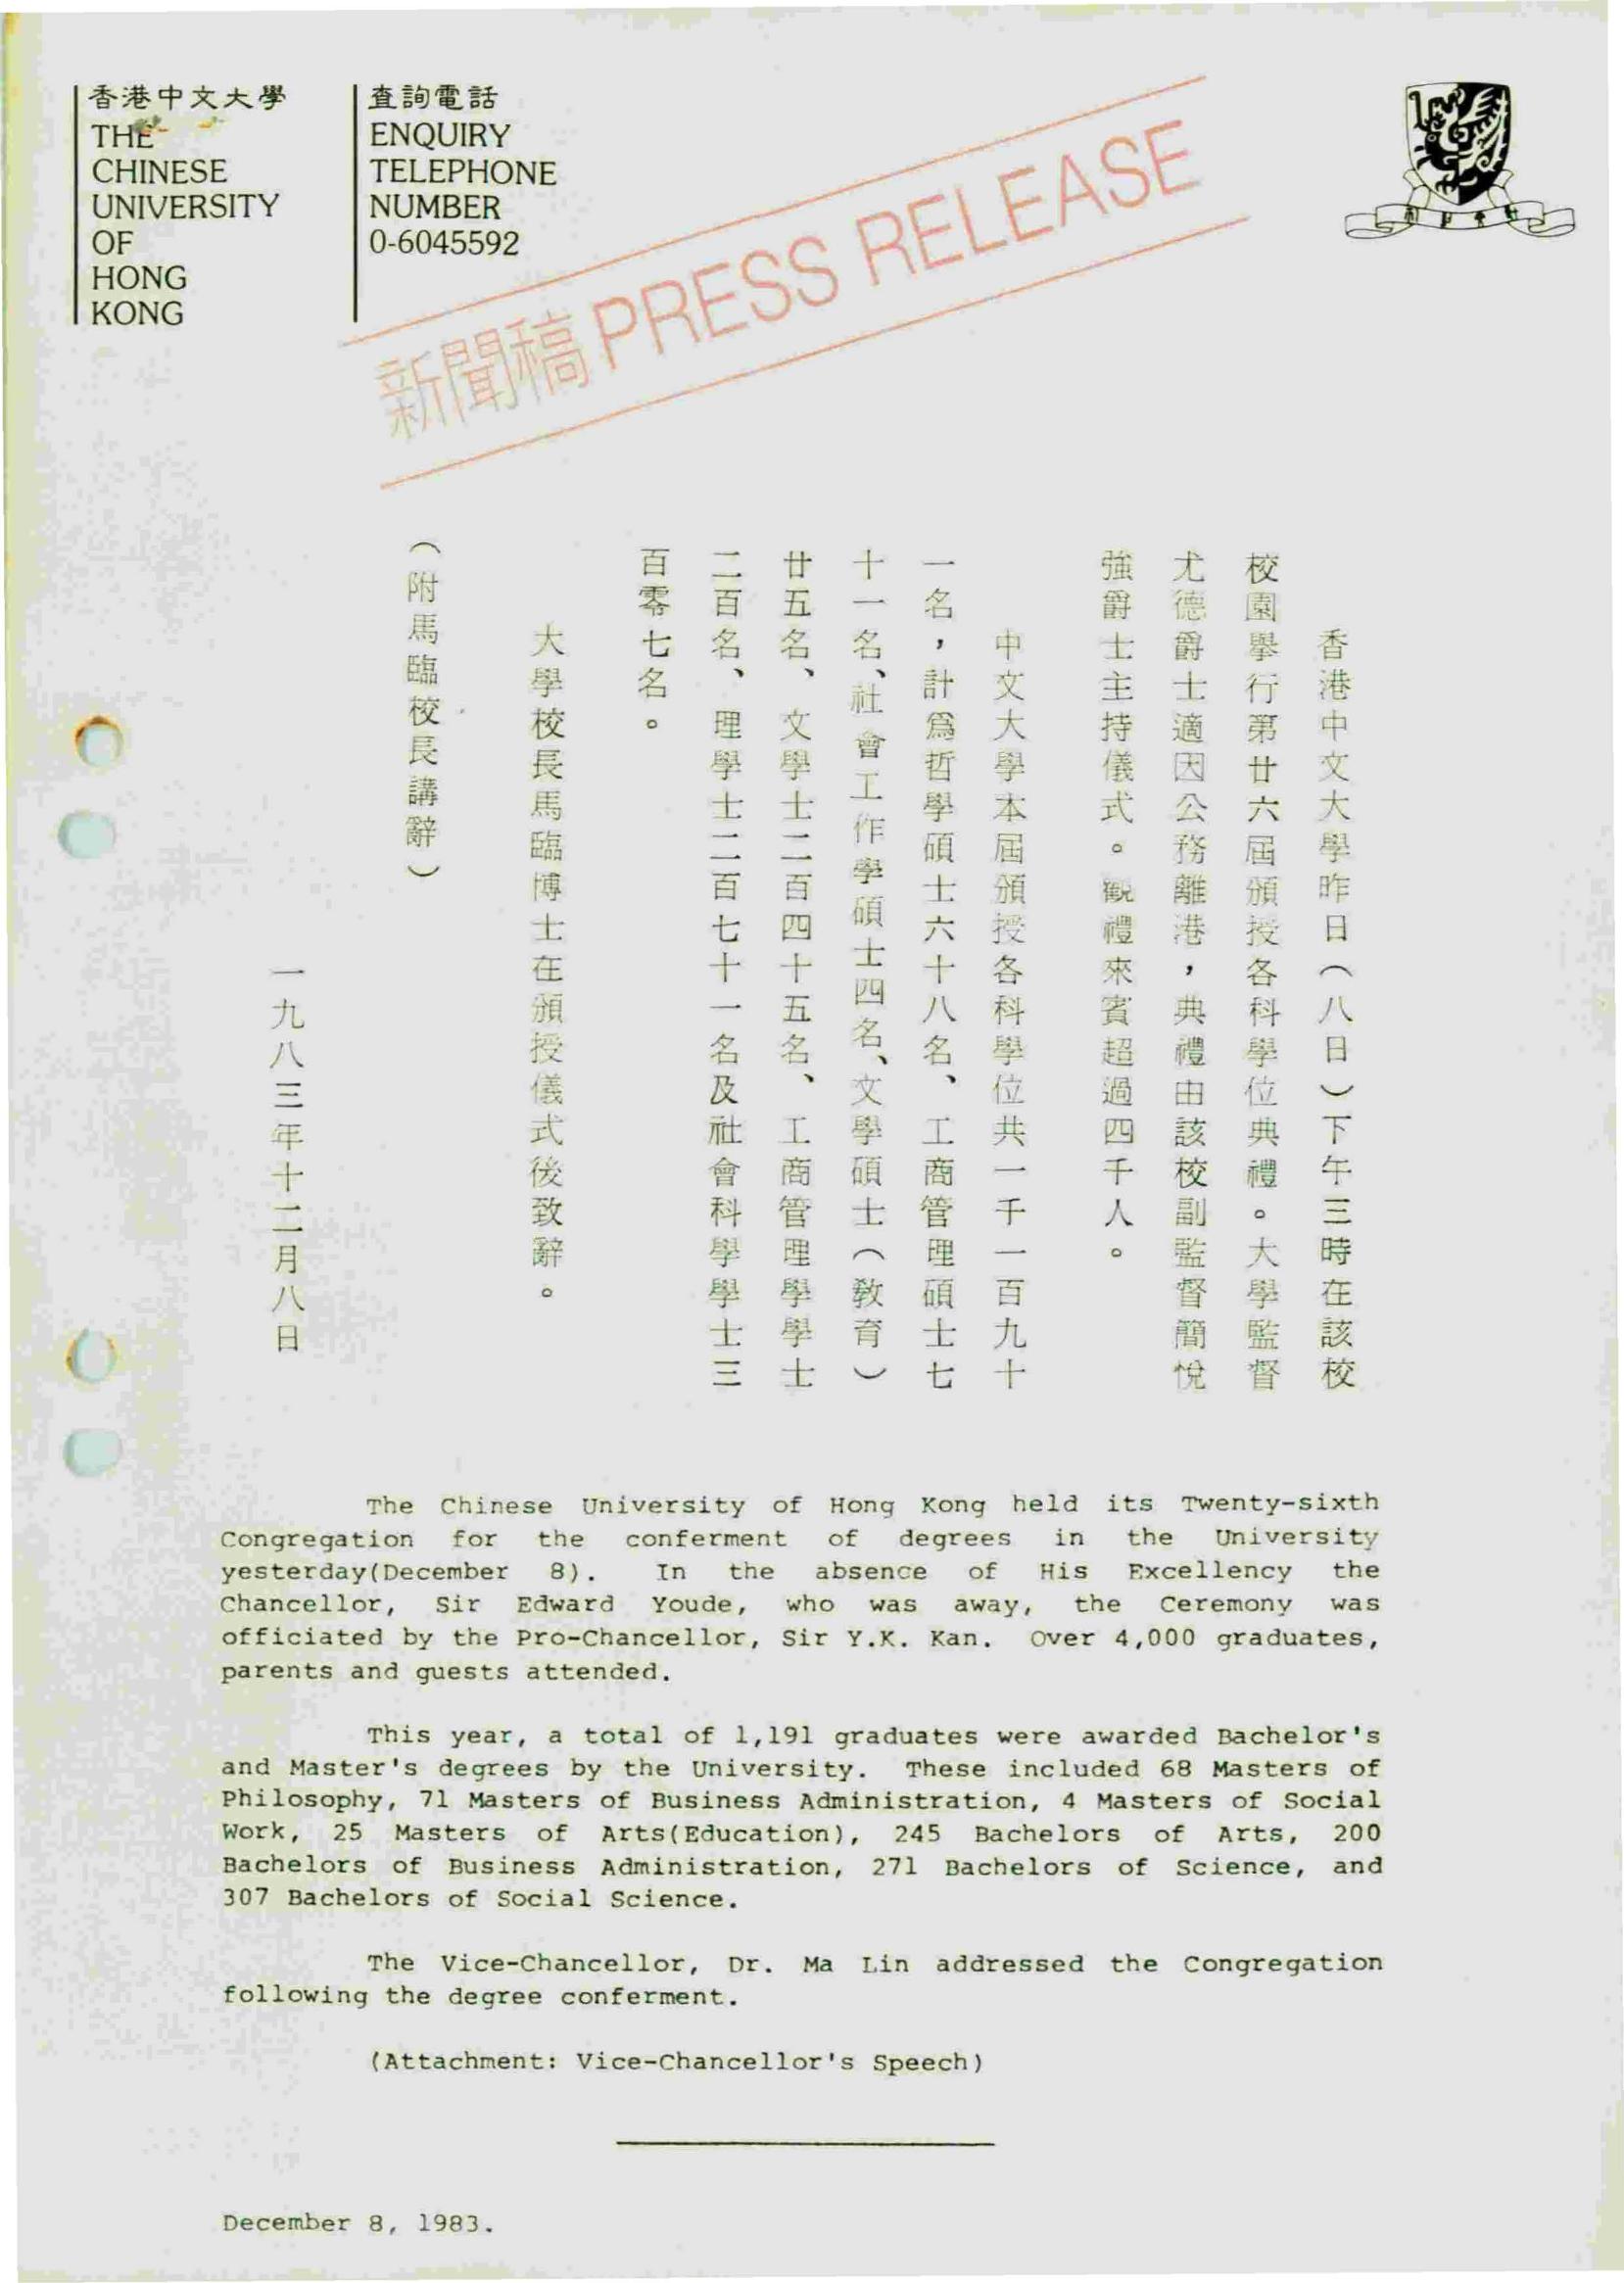 香港中文大學
THE
CHINESE
UNIVERSITY
OF
HONG
KONG
查詢電話
ENQUIRY
TELEPHONE
NUMBER
0-6045592
新聞稿 PRESS RELEASE
香港中文大學昨日（八日）下午三時在該校
校園舉行第廿六屆頒授各科學位典禮。大學監督
尤德爵士適因公務離港，典禮由該校副監督簡悅
強爵士主持儀式。觀禮來賓超過四千人。
中文大學本屆頒授各科學位共一千一百九十
一名，計爲哲學碩士六十八名、工商管理碩士七
十一名、社會工作學碩士四名、文學碩士（教育）
廿五名、文學士二百四十五名、工商管理學學士
二百名、理學士二百七十一名及社會科學學士三
百零七名。
大學校長馬臨博士在頒授儀式後致辭。
（附馬臨校長講辭）
一九八三年十二月八日
The Chinese University of Hong Kong held its Twenty-sixth
Congregation for the conferment of degrees in the University
yesterday(December 8). In the absence of His Excellency the
Chancellor, Sir Edward Youde, who was away, the Ceremony was
officiated by the Pro-Chancellor, Sir Y.K. Kan. Over 4,000 graduates,
parents and guests attended.
This year, a total of 1,191 graduates were awarded Bachelor's
and Master's degrees by the University. These included 68 Masters of
Philosophy, 71 Masters of Business Administration, 4 Masters of Social
Work, 25 Masters of Arts(Education), 245 Bachelors of Arts, 200
Bachelors of Business Administration, 271 Bachelors of Science, and
307 Bachelors of Social Science.
The Vice-Chancellor, Dr. Ma Lin addressed the Congregation
following the degree conferment.
(Attachment: Vice-Chancellor's Speech)
December 8, 1983.